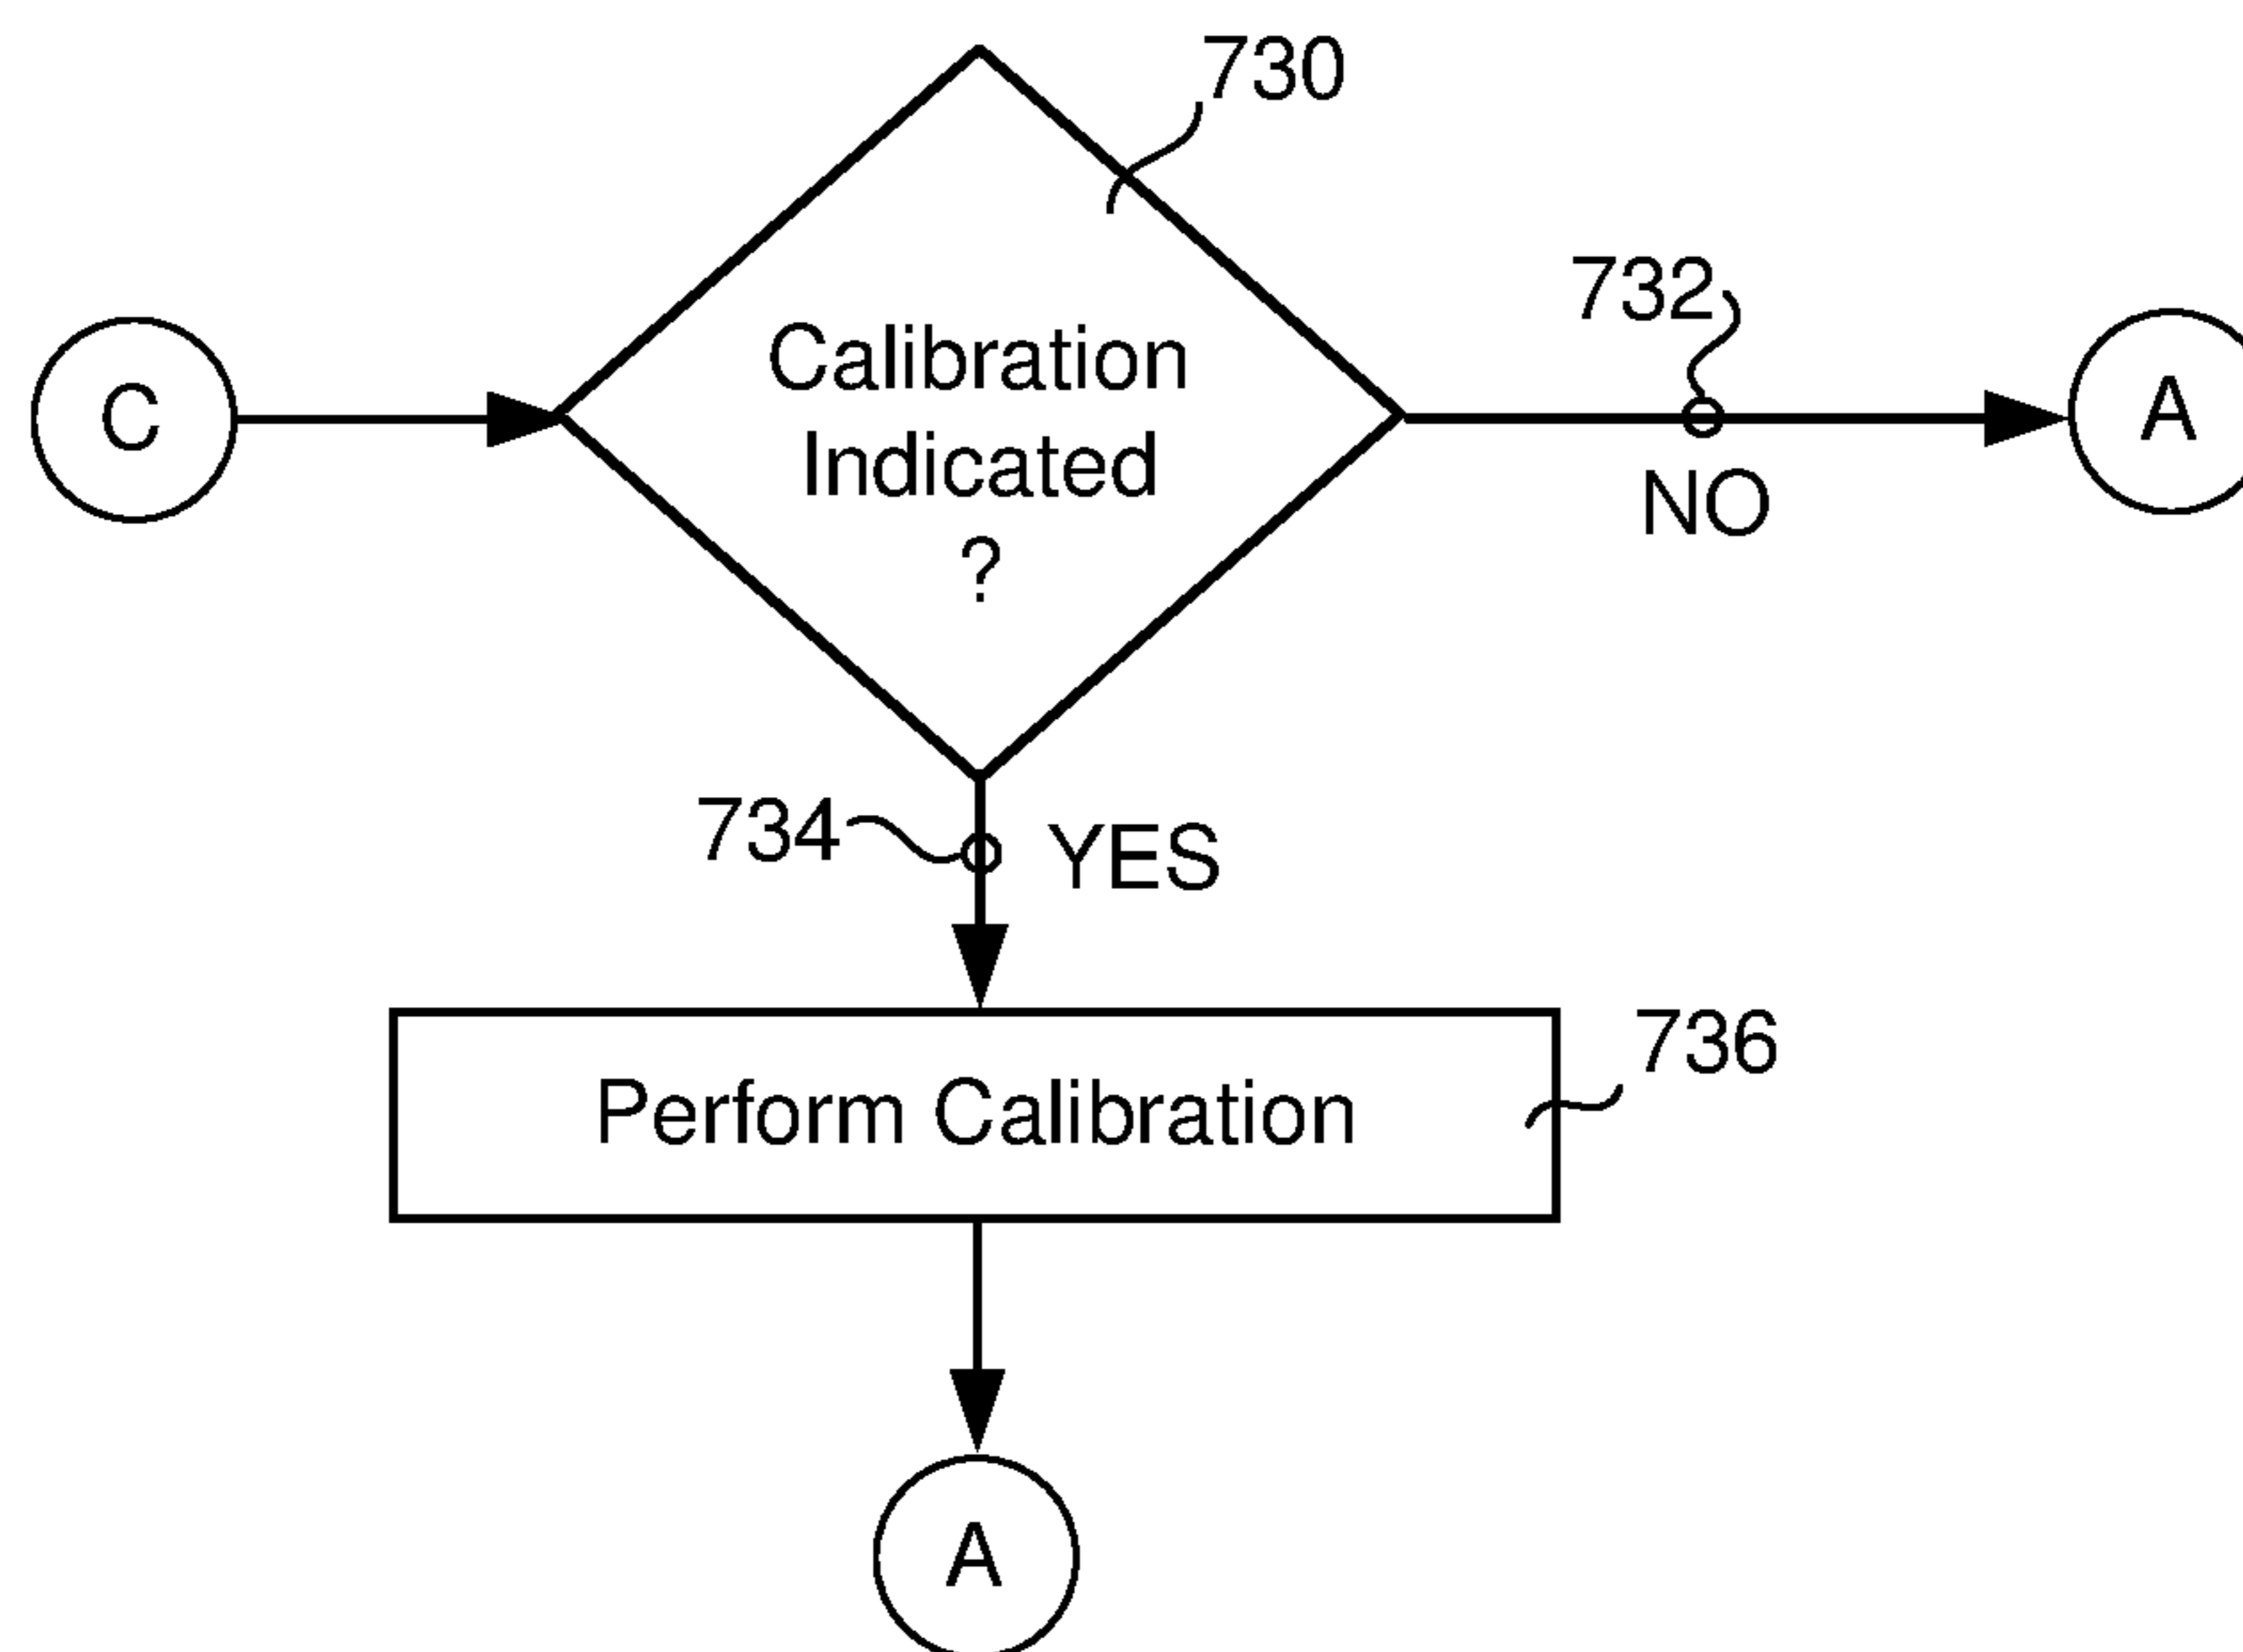 730
732
C
Calibration
Indicated
?
A
NO
734
YES
736
Perform Calibration
A